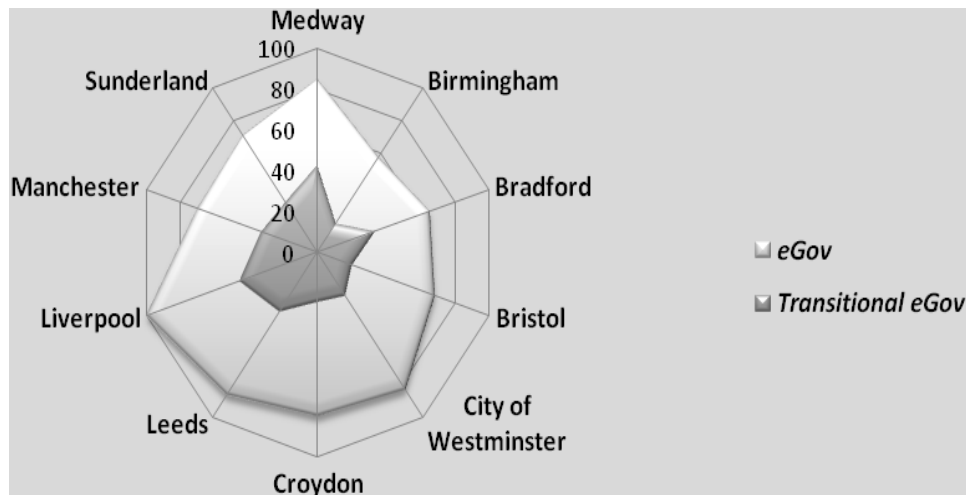 Medway
100
Sunderland
80
Birmingham
60
Manchester
40
Bradford
20
0
eGov
Transitional eGov
Liverpool
Bristol
Leeds
City of
Westminster
Croydon